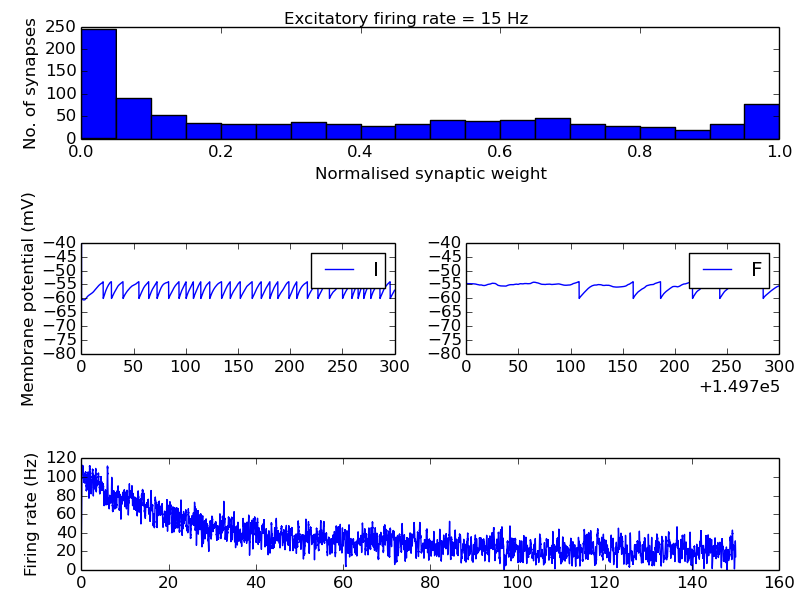 Excitatory firing rate = 15 Hz
No. of synapses
250
200
150
100
50
0
0.0 0.2 0.4 0.6 0.8 1.0
Normalised synaptic weight
Membrane potential (mV)
−40
−45
−50
−55
−60
−65
−70
−75
−80
I
0 50 100 150 200 250 300
−40
−45
−50
−55
−60
−65
−70
−75
−80
F
0 50 100 150 200 250 300
+1.497e5
Firing rate (Hz)
120
100
80
60
40
20
0
0 20 40 60 80 100 120 140 160